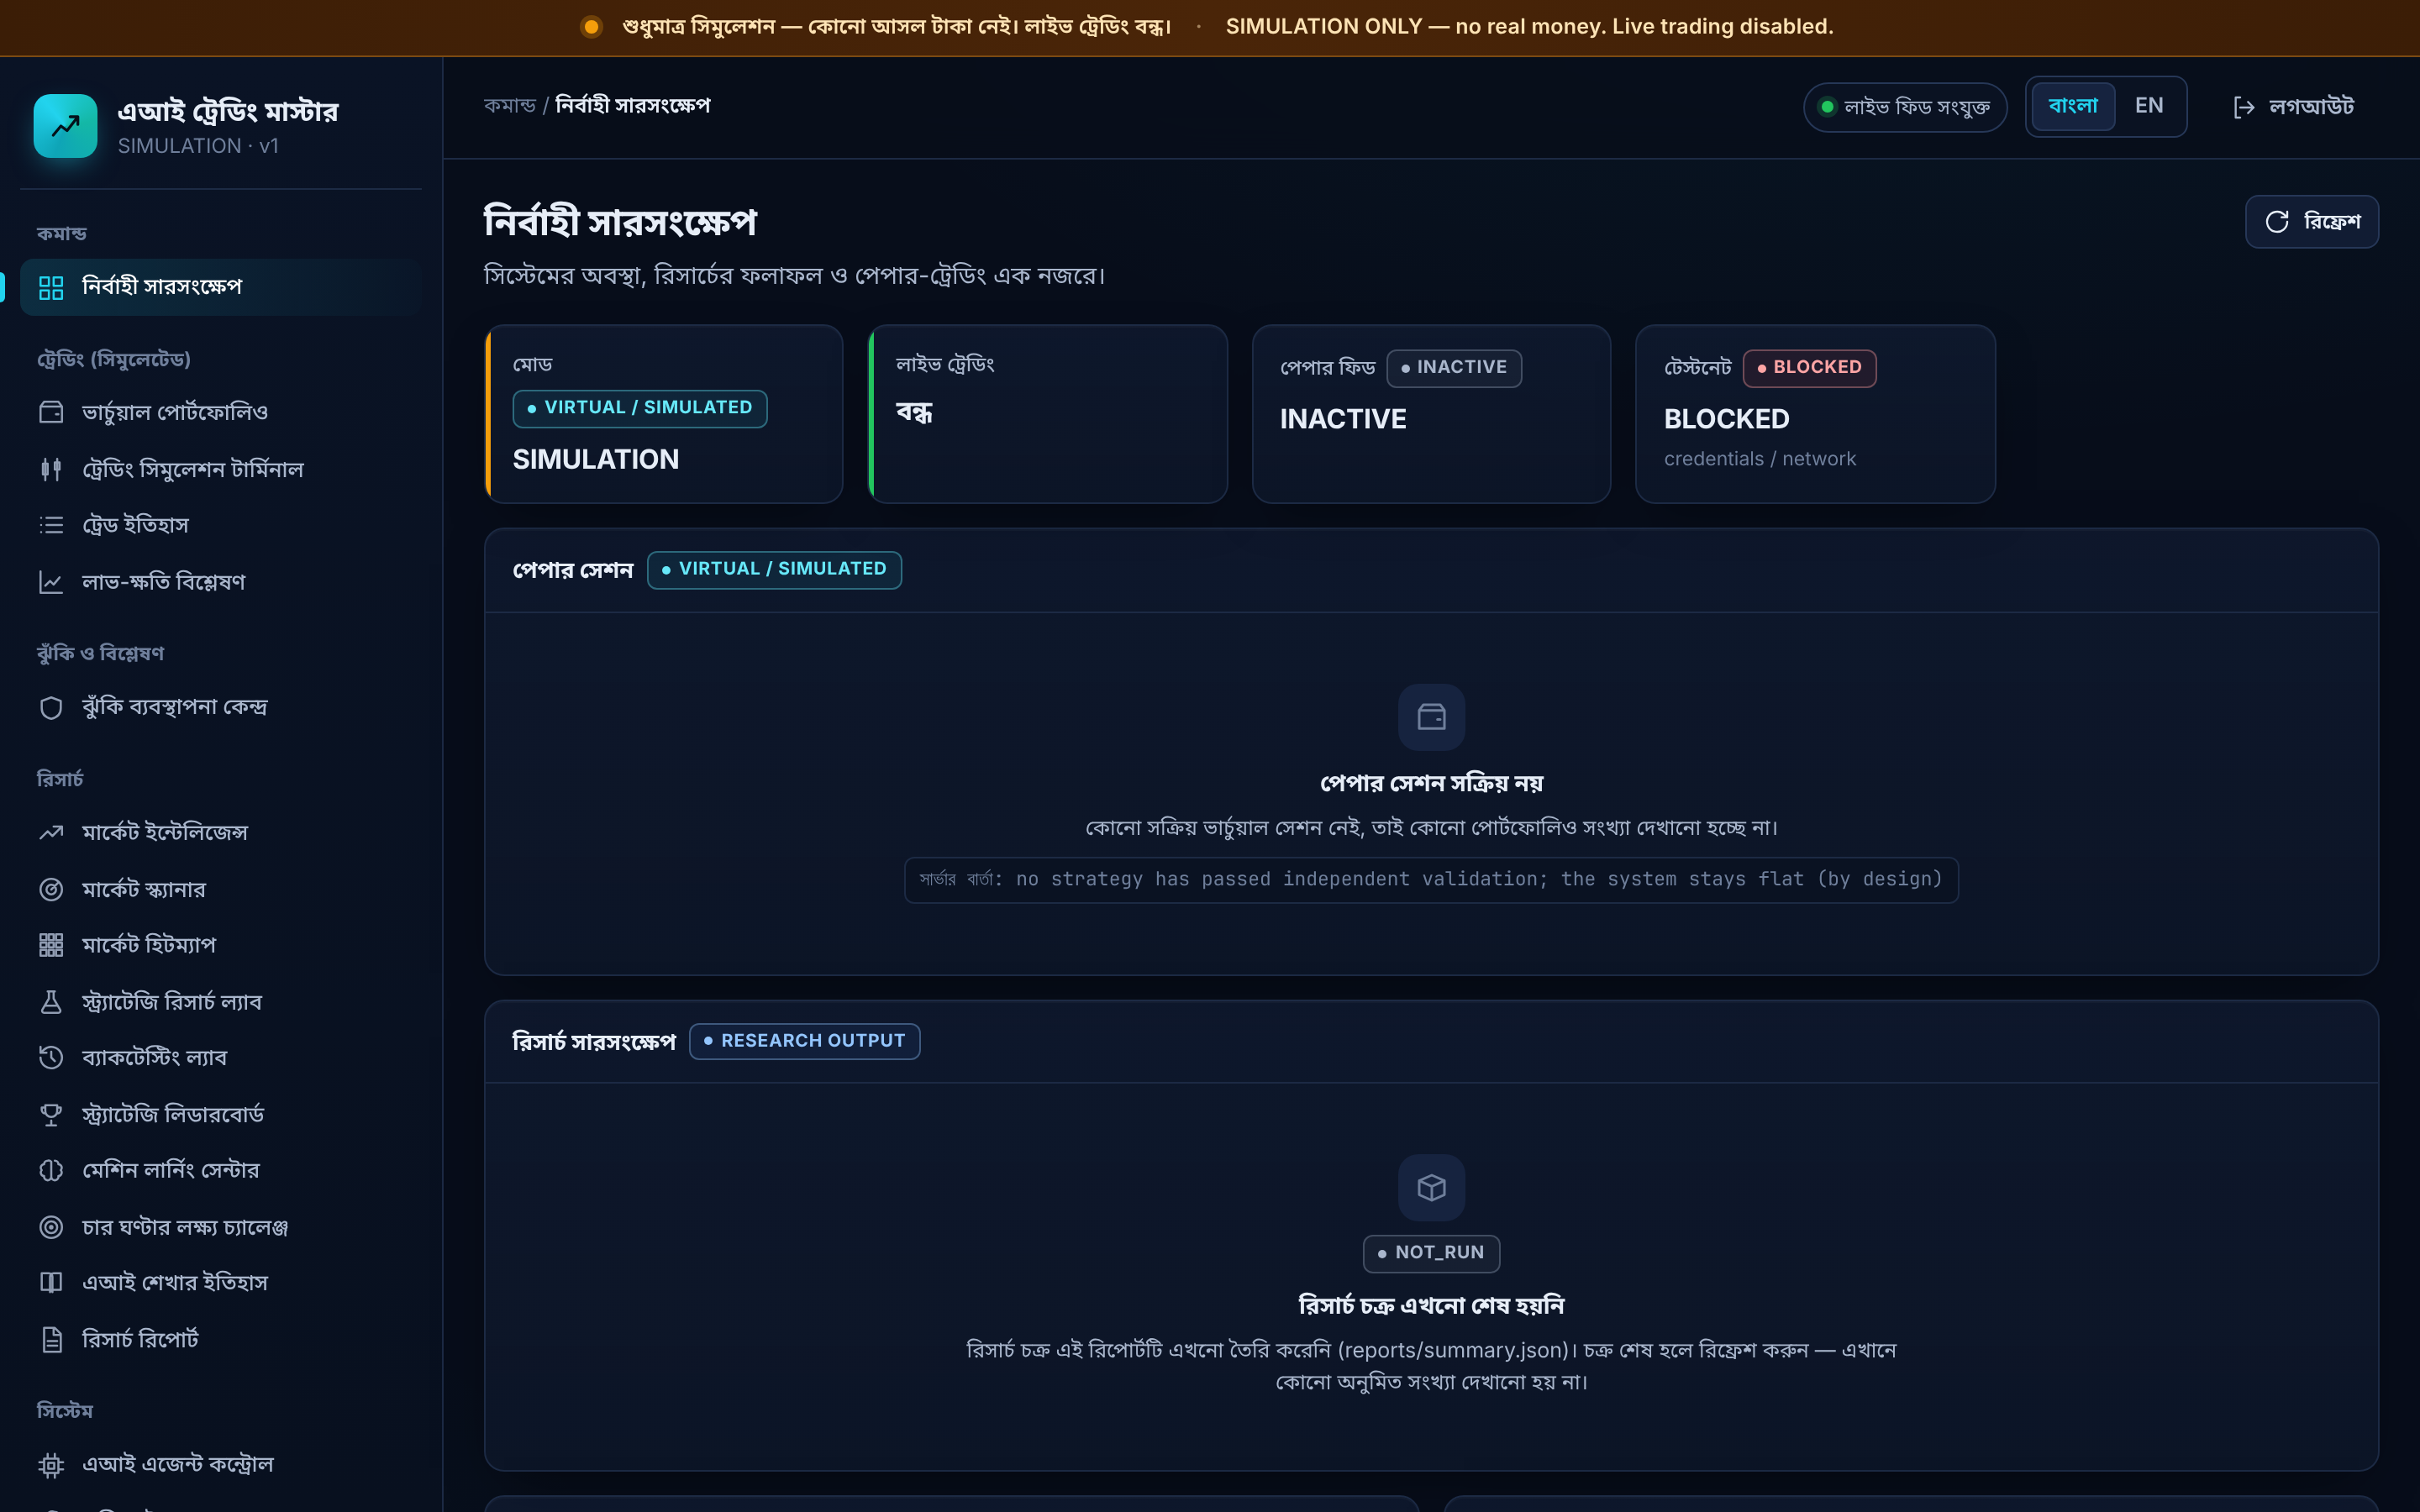 শুধুমাত্র সিমুলেশন — কোনো আসল টাকা নেই। লাইভ ট্রেডিং বন্ধ। · SIMULATION ONLY — no real money. Live trading disabled.
এআই ট্রেডিং মাস্টার
SIMULATION · v1
কমান্ড
নির্বাহী সারসংক্ষেপ
ট্রেডিং (সিমুলেটেড)
ভার্চুয়াল পোর্টফোলিও
ট্রেডিং সিমুলেশন টার্মিনাল
ট্রেড ইতিহাস
লাভ-ক্ষতি বিশ্লেষণ
ঝুঁকি ও বিশ্লেষণ
ঝুঁকি ব্যবস্থাপনা কেন্দ্র
রিসার্চ
মার্কেট ইন্টেলিজেন্স
মার্কেট স্ক্যানার
মার্কেট হিটম্যাপ
স্ট্র্যাটেজি রিসার্চ ল্যাব
ব্যাকটেস্টিং ল্যাব
স্ট্র্যাটেজি লিডারবোর্ড
মেশিন লার্নিং সেন্টার
চার ঘণ্টার লক্ষ্য চ্যালেঞ্জ
এআই শেখার ইতিহাস
রিসার্চ রিপোর্ট
সিস্টেম
এআই এজেন্ট কন্ট্রোল
কমান্ড / নির্বাহী সারসংক্ষেপ
লাইভ ফিড সংযুক্ত
বাংলা EN
লগআউট
নির্বাহী সারসংক্ষেপ
রিফ্রেশ
সিস্টেমের অবস্থা, রিসার্চের ফলাফল ও পেপার-ট্রেডিং এক নজরে।
মোড
VIRTUAL / SIMULATED
SIMULATION
লাইভ ট্রেডিং
বন্ধ
পেপার ফিড INACTIVE
INACTIVE
টেস্টনেট BLOCKED
BLOCKED
credentials / network
পেপার সেশন VIRTUAL / SIMULATED
পেপার সেশন সক্রিয় নয়
কোনো সক্রিয় ভার্চুয়াল সেশন নেই, তাই কোনো পোর্টফোলিও সংখ্যা দেখানো হচ্ছে না।
সার্ভার বার্তা: no strategy has passed independent validation; the system stays flat (by design)
রিসার্চ সারসংক্ষেপ RESEARCH OUTPUT
NOT_RUN
রিসার্চ চক্র এখনো শেষ হয়নি
রিসার্চ চক্র এই রিপোর্টটি এখনো তৈরি করেনি (reports/summary.json)। চক্র শেষ হলে রিফ্রেশ করুন — এখানে
কোনো অনুমিত সংখ্যা দেখানো হয় না।